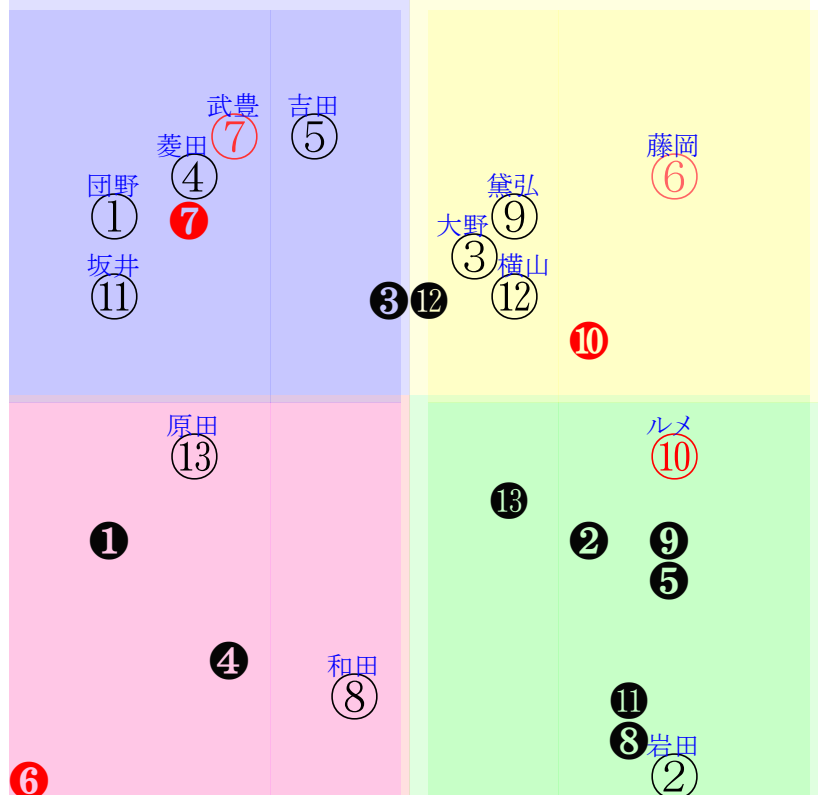 武豊 吉田
⑦ ⑤
菱田 藤岡
④ ⑥
団野 黛弘
① ❼ ⑨
大野
③
坂井 横山
⑪ ❸ ⓬ ⑫
❿
原田 ルメ
⑬ ⑩
⓭
❶ ❷ ❾
❺
❹ 和田
⑧ ⓫
❽ 岩田
❻ ②